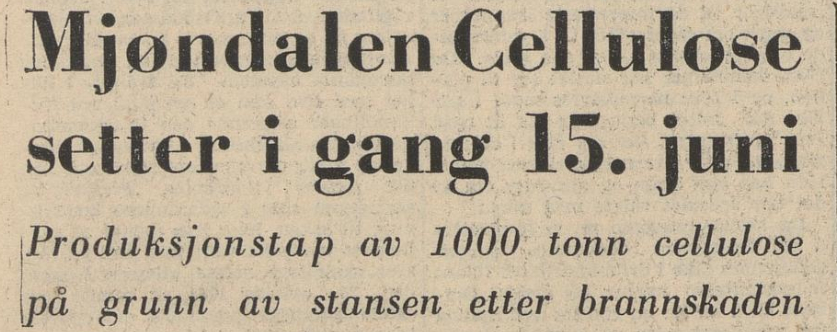 Mjøndalen Cellulose
setter i gang 15. juni
Produksjonstap av 1000 tonn cellulose
på grunn av stansen etter brannskaden